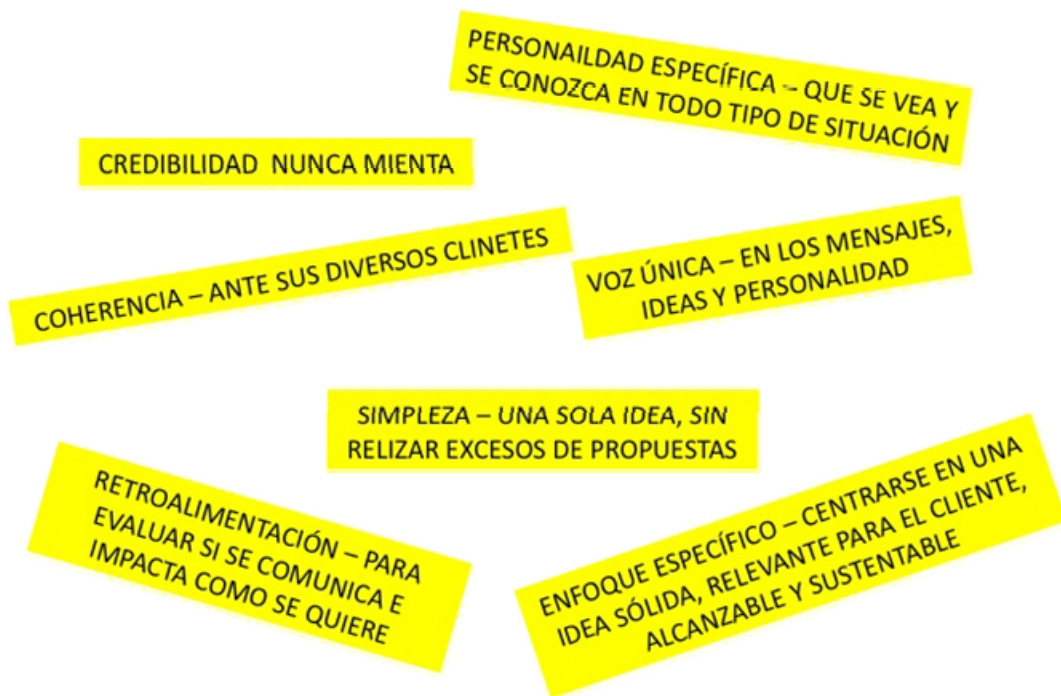 PERSONAILDAD ESPECÍFICA – QUE SE VEA Y
SE CONOZCA EN TODO TIPO DE SITUACIÓN
CREDIBILIDAD NUNCA MIENTA
COHERENCIA – ANTE SUS DIVERSOS CLINETES
VOZ ÚNICA – EN LOS MENSAJES,
IDEAS Y PERSONALIDAD
SIMPLEZA – UNA SOLA IDEA, SIN
RELIZAR EXCESOS DE PROPUESTAS
RETROALIMENTACIÓN – PARA
EVALUAR SI SE COMUNICA E
IMPACTA COMO SE QUIERE
ENFOQUE ESPECÍFICO – CENTRARSE EN UNA
IDEA SÓLIDA, RELEVANTE PARA EL CLIENTE,
ALCANZABLE Y SUSTENTABLE